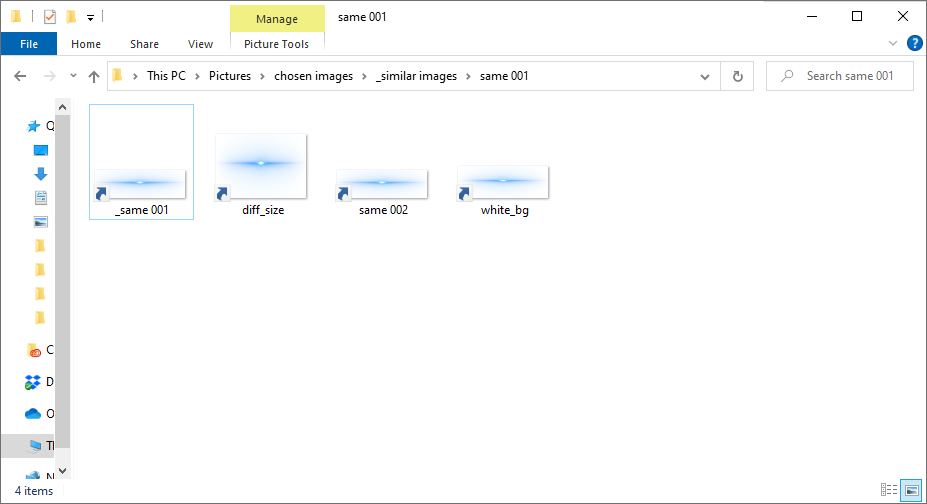 Manage
same 001
File
Home
Share
View
Picture Tools
?
This PC
Pictures
chosen images
_similar images
same 001
Search same 001
Q
C
D
O
Tl
N
_same 001
diff_size
same 002
white_bg
4 items